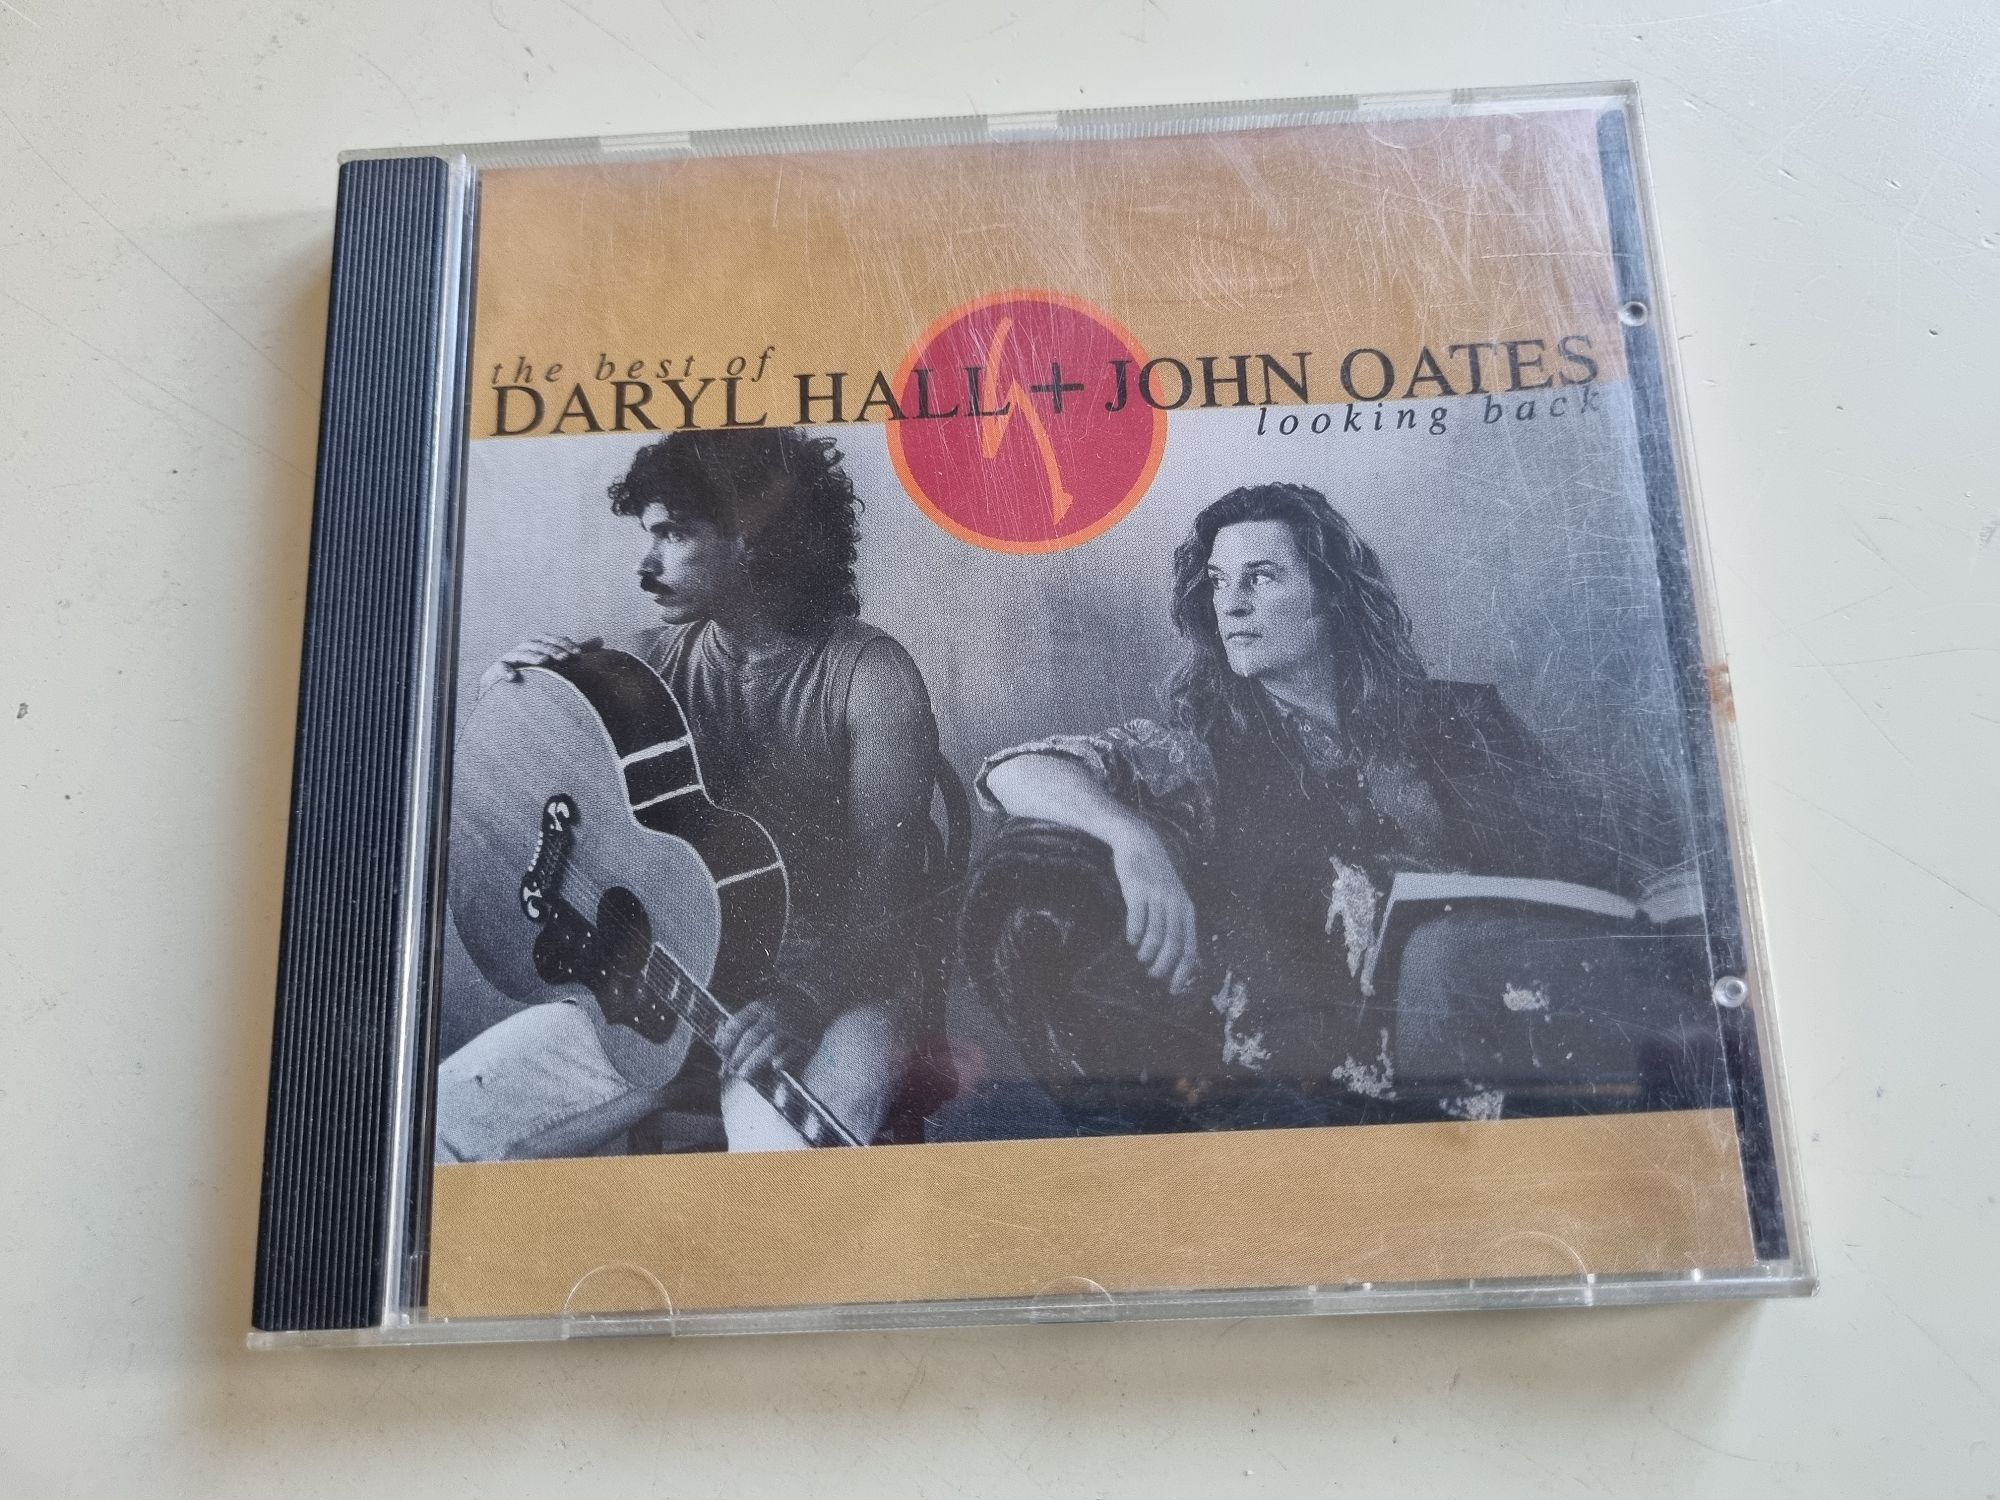 the best of
DARYL HALL + JOHN OATES
looking back